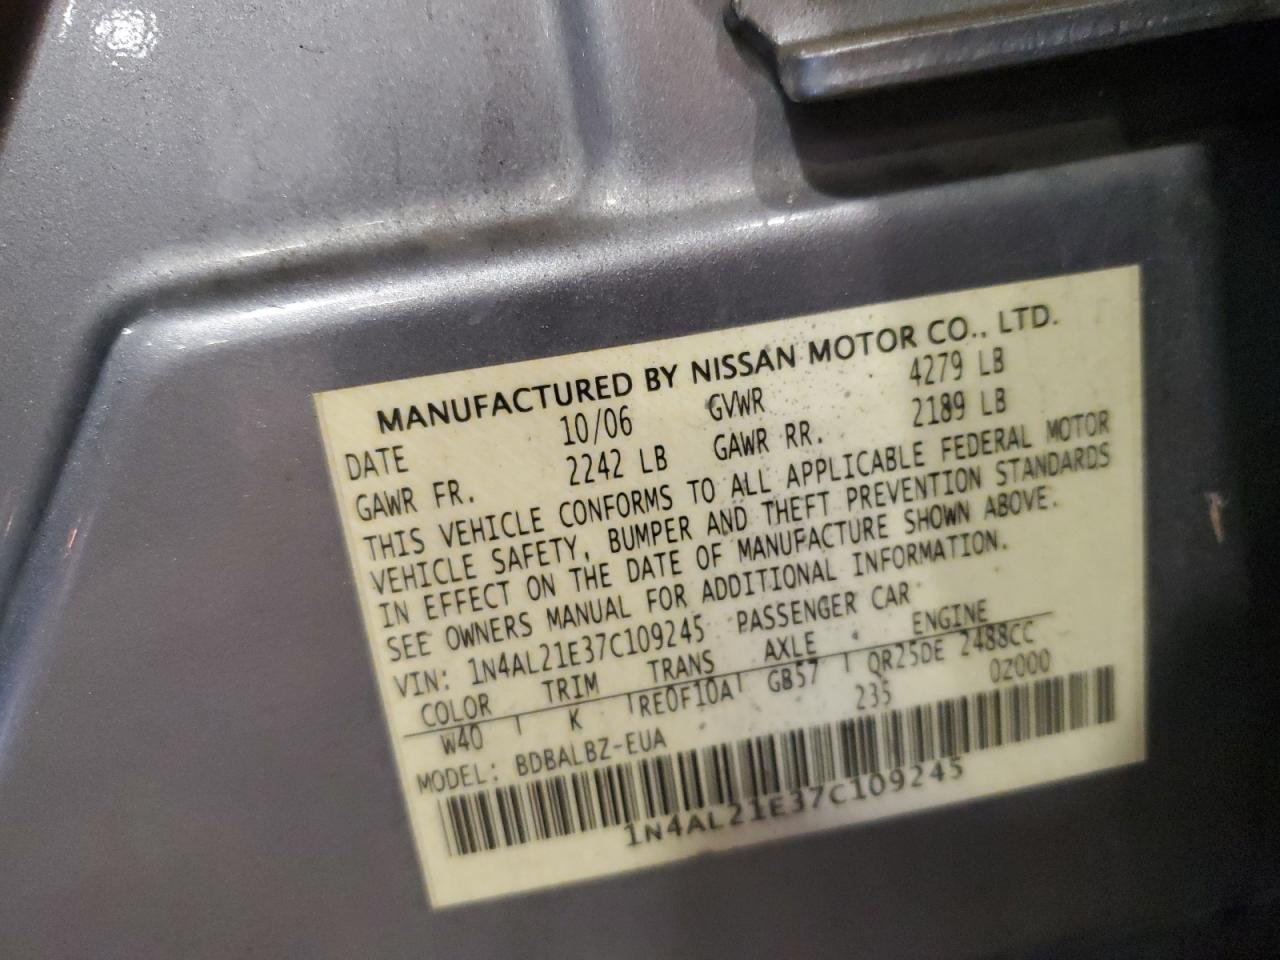 MANUFACTURED BY NISSAN MOTOR CO., LTD.
DATE 10/06 GVWR 4279 LB
GAWR FR. 2242 LB GAWR RR. 2189 LB
THIS VEHICLE CONFORMS TO ALL APPLICABLE FEDERAL MOTOR
VEHICLE SAFETY, BUMPER AND THEFT PREVENTION STANDARDS
IN EFFECT ON THE DATE OF MANUFACTURE SHOWN ABOVE.
SEE OWNERS MANUAL FOR ADDITIONAL INFORMATION.
VIN: 1N4AL21E37C109245 PASSENGER CAR
COLOR TRIM TRANS AXLE ENGINE
W40 K RE0F10A GB57 QR25DE 2488CC
MODEL: BDBALBZ-EUA 235 02000
1N4AL21E37C109245